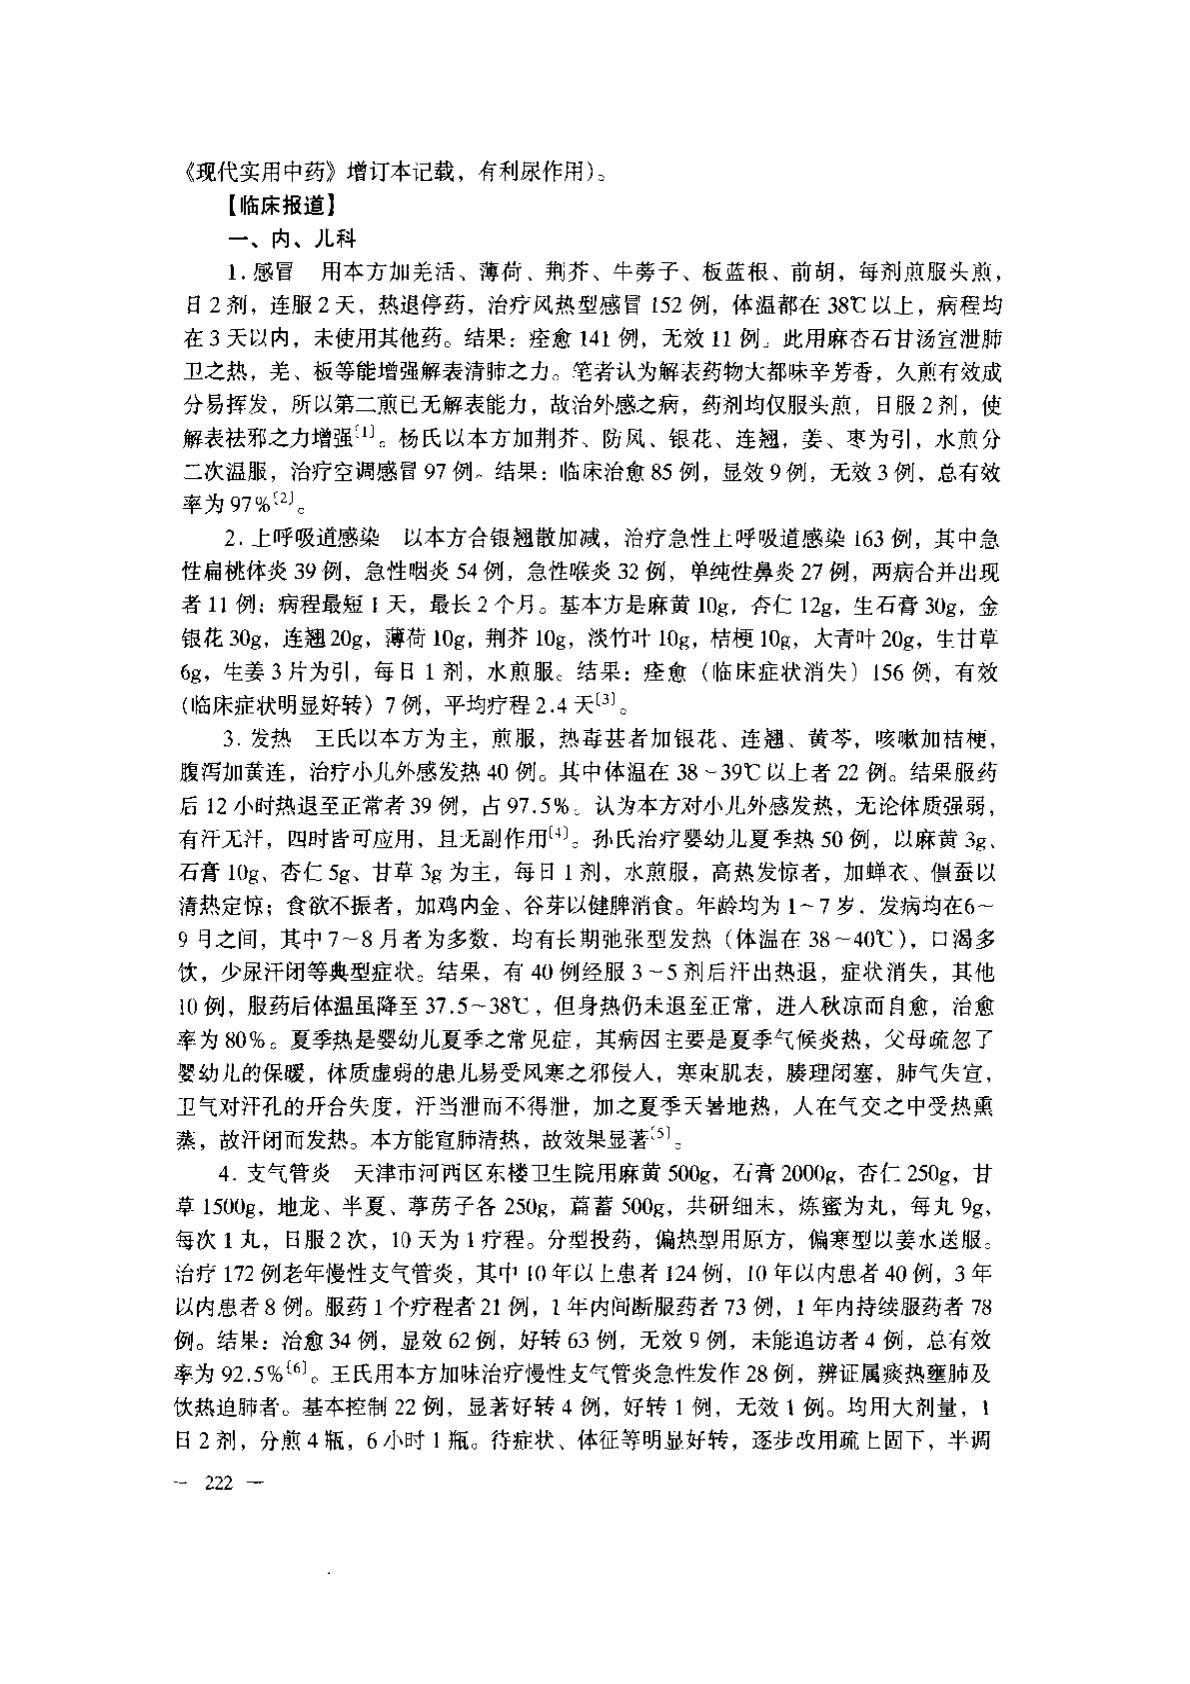 《现代实用中药》增订本记载，有利尿作用）。
【临床报道】
一、内、儿科
1. 感冒　用本方加羌活、薄荷、荆芥、牛蒡子、板蓝根、前胡，每剂煎服头煎，
日 2 剂，连服 2 天，热退停药，治疗风热型感冒 152 例，体温都在 38℃以上，病程均
在 3 天以内，未使用其他药。结果：痊愈 141 例，无效 11 例。此用麻杏石甘汤宣泄肺
卫之热，羌、板等能增强解表清肺之力。笔者认为解表药物大都味辛芳香，久煎有效成
分易挥发，所以第二煎已无解表能力，故治外感之病，药剂均仅服头煎，日服 2 剂，使
解表祛邪之力增强〔1〕。杨氏以本方加荆芥、防风、银花、连翘，姜、枣为引，水煎分
二次温服，治疗空调感冒 97 例。结果：临床治愈 85 例，显效 9 例，无效 3 例，总有效
率为 97%〔2〕。
2. 上呼吸道感染　以本方合银翘散加减，治疗急性上呼吸道感染 163 例，其中急
性扁桃体炎 39 例，急性咽炎 54 例，急性喉炎 32 例，单纯性鼻炎 27 例，两病合并出现
者 11 例；病程最短 1 天，最长 2 个月。基本方是麻黄 10g，杏仁 12g，生石膏 30g，金
银花 30g，连翘 20g，薄荷 10g，荆芥 10g，淡竹叶 10g，桔梗 10g，大青叶 20g，生甘草
6g，生姜 3 片为引，每日 1 剂，水煎服。结果：痊愈（临床症状消失）156 例，有效
（临床症状明显好转）7 例，平均疗程 2.4 天〔3〕。
3. 发热　王氏以本方为主，煎服，热毒甚者加银花、连翘、黄芩，咳嗽加桔梗，
腹泻加黄连，治疗小儿外感发热 40 例。其中体温在 38～39℃以上者 22 例。结果服药
后 12 小时热退至正常者 39 例，占 97.5%。认为本方对小儿外感发热，无论体质强弱，
有汗无汗，四时皆可应用，且无副作用〔4〕。孙氏治疗婴幼儿夏季热 50 例，以麻黄 3g、
石膏 10g、杏仁 5g、甘草 3g 为主，每日 1 剂，水煎服，高热发惊者，加蝉衣、僵蚕以
清热定惊；食欲不振者，加鸡内金、谷芽以健脾消食。年龄均为 1～7 岁，发病均在6～
9 月之间，其中 7～8 月者为多数，均有长期弛张型发热（体温在 38～40℃），口渴多
饮，少尿汗闭等典型症状。结果，有 40 例经服 3～5 剂后汗出热退，症状消失，其他
10 例，服药后体温虽降至 37.5～38℃，但身热仍未退至正常，进入秋凉而自愈，治愈
率为 80%。夏季热是婴幼儿夏季之常见症，其病因主要是夏季气候炎热，父母疏忽了
婴幼儿的保暖，体质虚弱的患儿易受风寒之邪侵入，寒束肌表，腠理闭塞，肺气失宣，
卫气对汗孔的开合失度，汗当泄而不得泄，加之夏季天暑地热，人在气交之中受热熏
蒸，故汗闭而发热。本方能宣肺清热，故效果显著〔5〕。
4. 支气管炎　天津市河西区东楼卫生院用麻黄 500g，石膏 2000g，杏仁 250g，甘
草 1500g，地龙、半夏、葶苈子各 250g，萹蓄 500g，共研细末，炼蜜为丸，每丸 9g，
每次 1 丸，日服 2 次，10 天为 1 疗程。分型投药，偏热型用原方，偏寒型以姜水送服。
治疗 172 例老年慢性支气管炎，其中 10 年以上患者 124 例，10 年以内患者 40 例，3 年
以内患者 8 例。服药 1 个疗程者 21 例，1 年内间断服药者 73 例，1 年内持续服药者 78
例。结果：治愈 34 例，显效 62 例，好转 63 例，无效 9 例，未能追访者 4 例，总有效
率为 92.5%〔6〕。王氏用本方加味治疗慢性支气管炎急性发作 28 例，辨证属痰热壅肺及
饮热迫肺者。基本控制 22 例，显著好转 4 例，好转 1 例，无效 1 例。均用大剂量，1
日 2 剂，分煎 4 瓶，6 小时 1 瓶。待症状、体征等明显好转，逐步改用疏上固下，半调
— 222 —